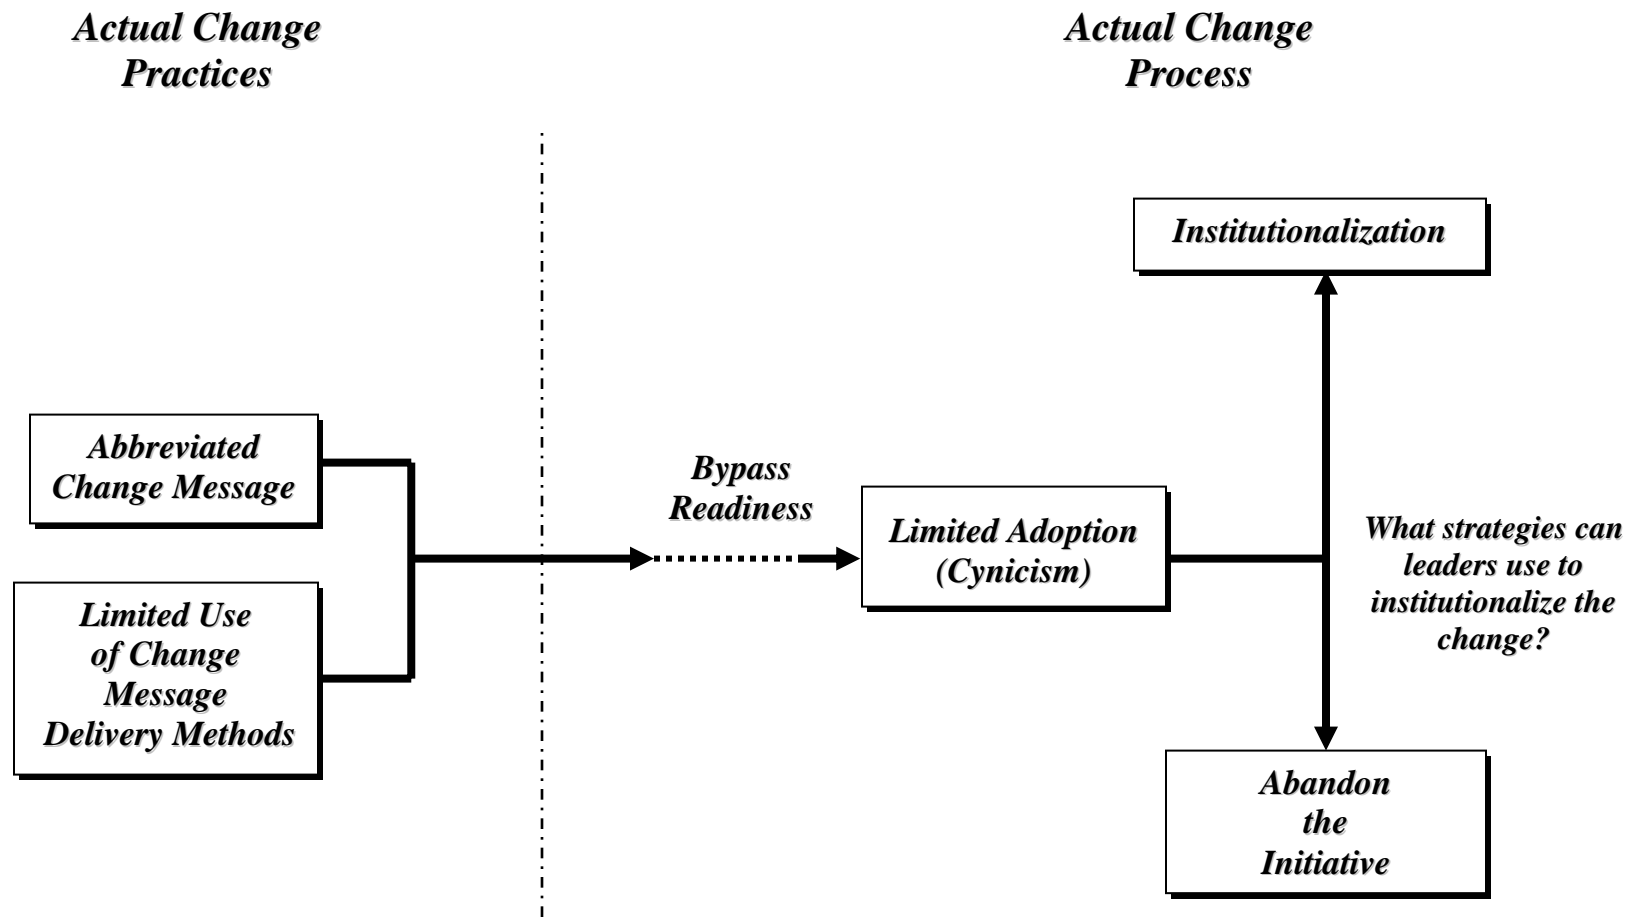 Actual Change
Practices
Actual Change
Process
Institutionalization
Abbreviated
Change Message
Bypass
Readiness
Limited Adoption
(Cynicism)
What strategies can
leaders use to
institutionalize the
change?
Limited Use
of Change
Message
Delivery Methods
Abandon
the
Initiative